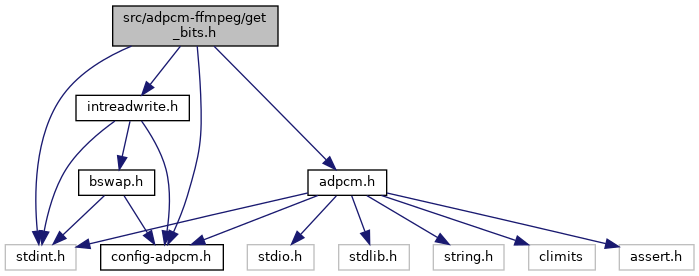 src/adpcm-ffmpeg/get
_bits.h
intreadwrite.h
bswap.h
adpcm.h
stdint.h
config-adpcm.h
stdio.h
stdlib.h
string.h
climits
assert.h